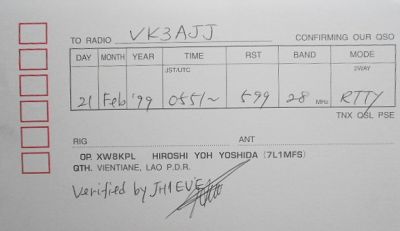 TO RADIO VK3AJJ CONFIRMING OUR QSO
DAY MONTH YEAR TIME RST BAND MODE
JST/UTC 2WAY
21 Feb '99 0551~ 599 28 MHz RTTY
TNX QSL PSE
RIG ANT
OP. XW8KPL HIROSHI YOH YOSHIDA (7L1MFS)
QTH. VIENTIANE, LAO P.D.R.
Verified by JH1EVE